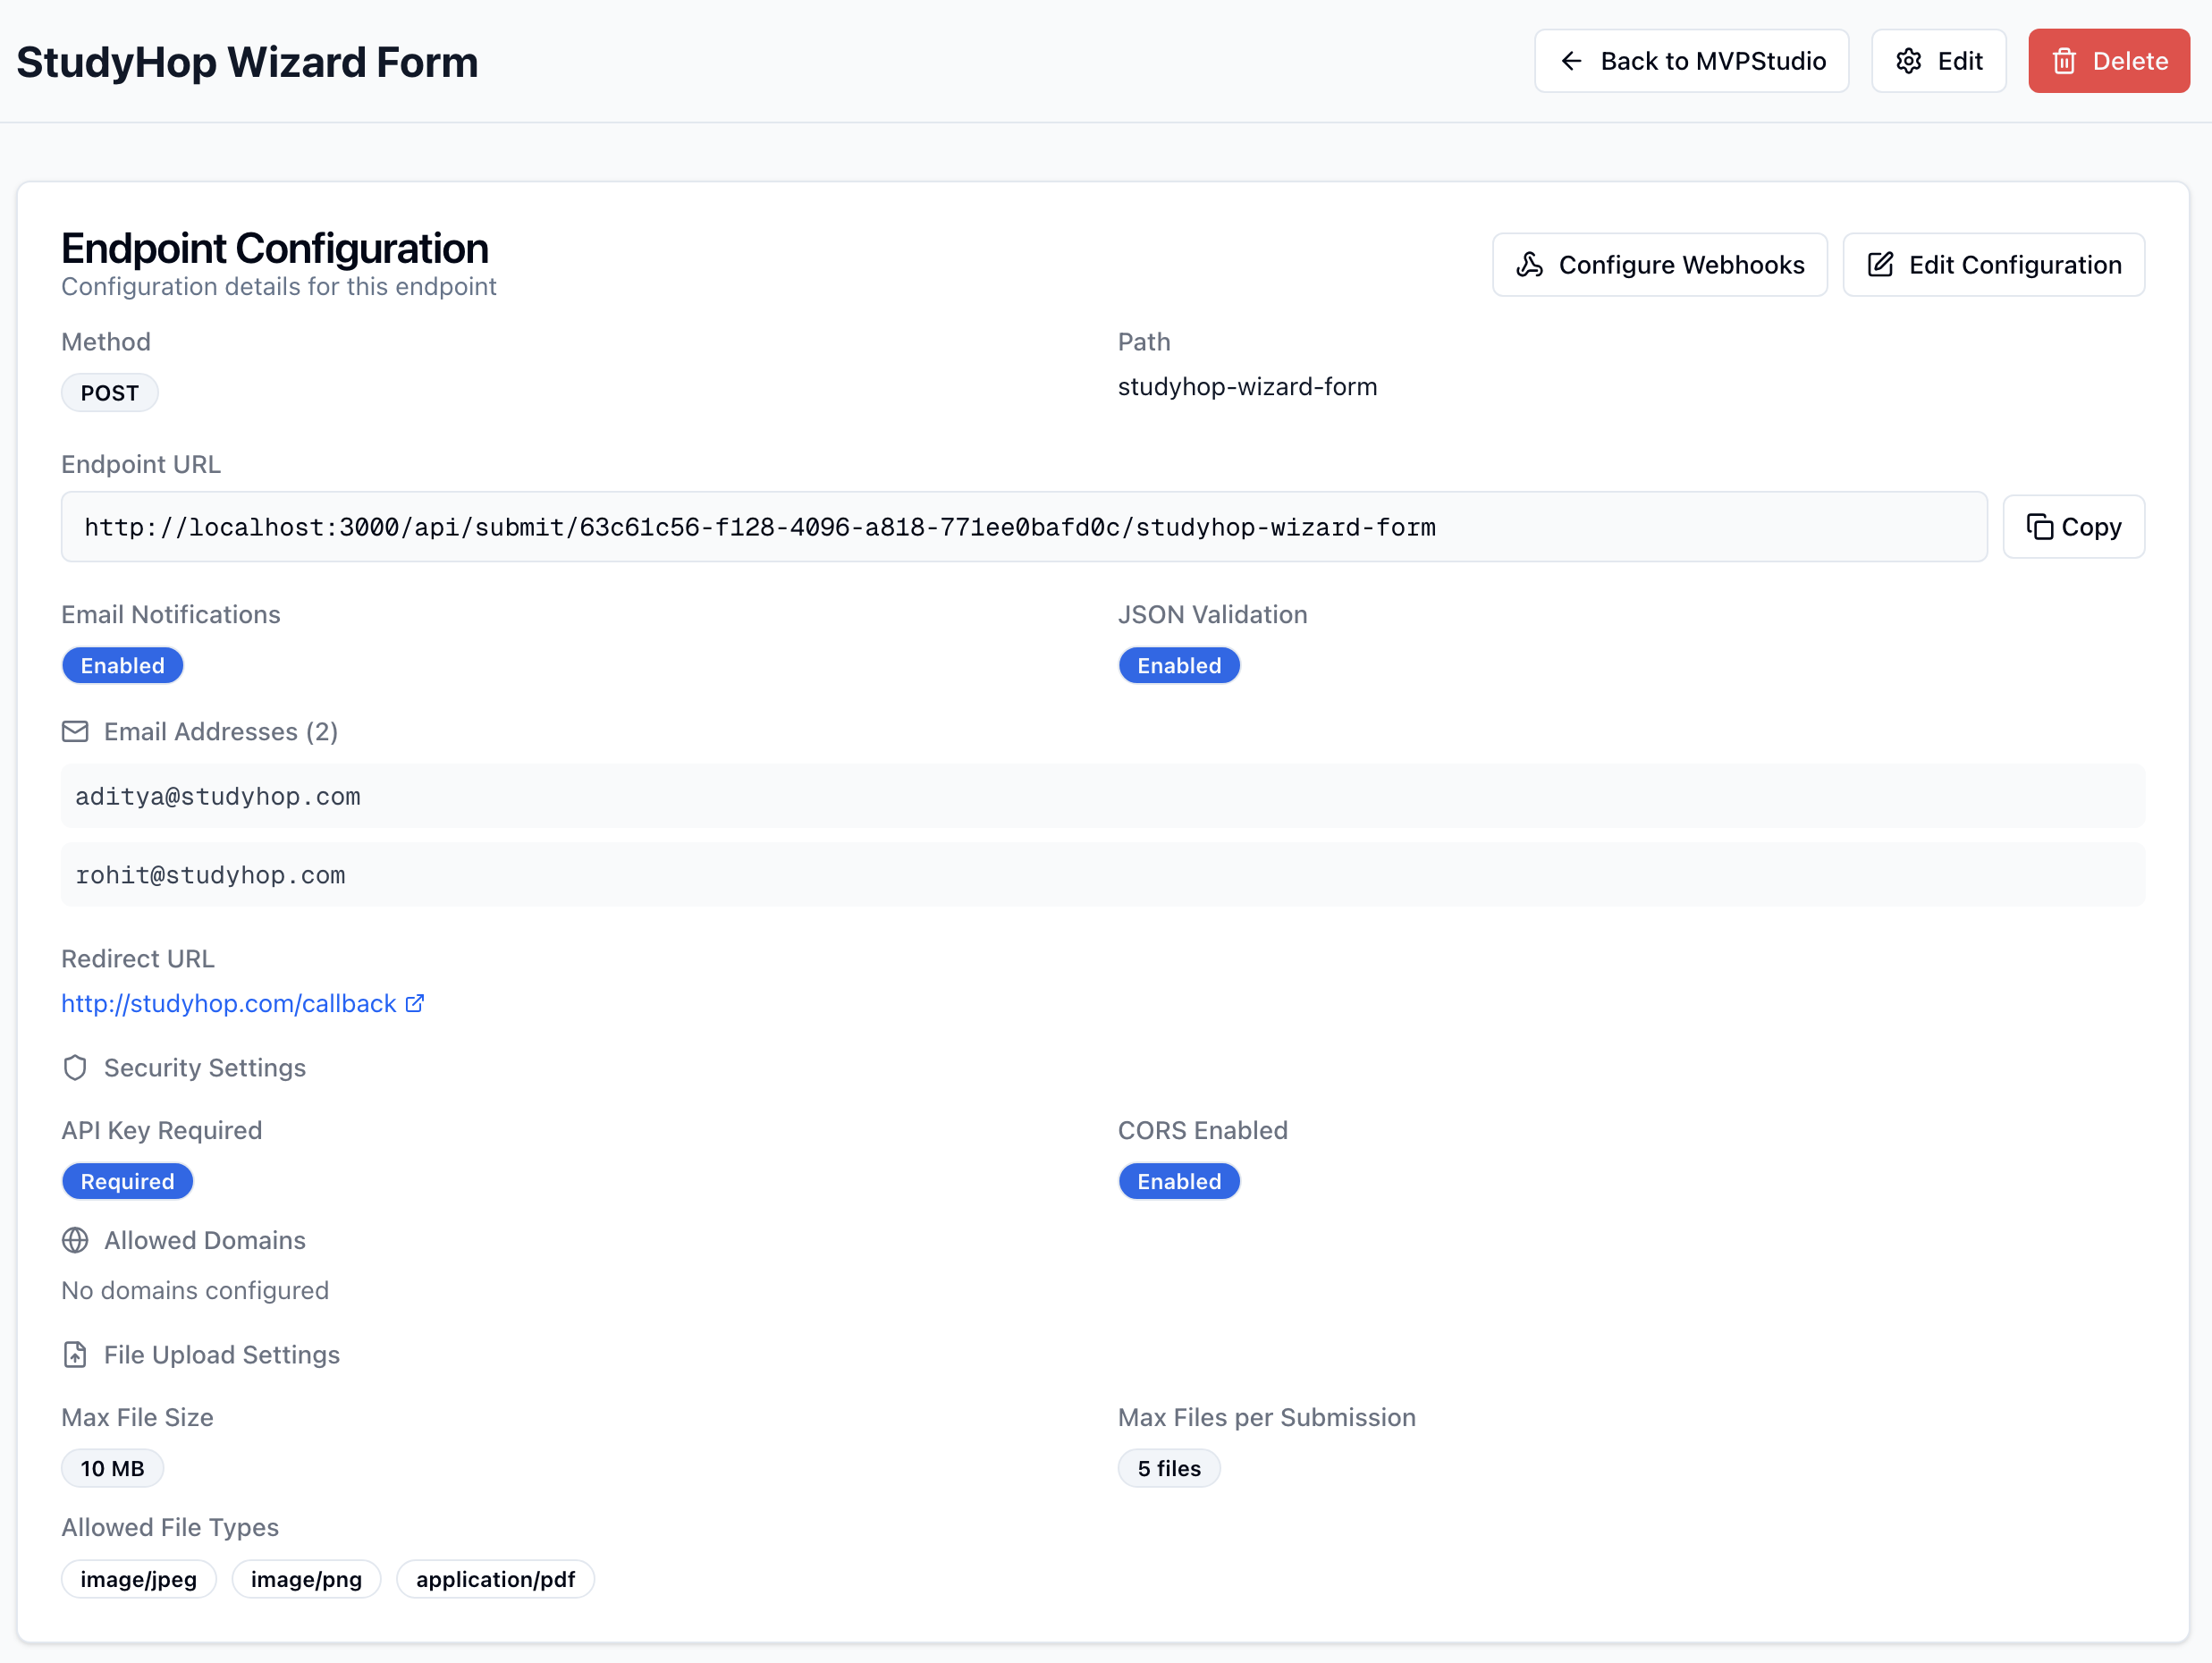 StudyHop Wizard Form
Back to MVPStudio
Edit
Delete
Endpoint Configuration
Configuration details for this endpoint
Configure Webhooks
Edit Configuration
Method
Path
POST
studyhop-wizard-form
Endpoint URL
http://localhost:3000/api/submit/63c61c56-f128-4096-a818-771ee0bafd0c/studyhop-wizard-form
Copy
Email Notifications
JSON Validation
Enabled
Enabled
Email Addresses (2)
aditya@studyhop.com
rohit@studyhop.com
Redirect URL
http://studyhop.com/callback
Security Settings
API Key Required
CORS Enabled
Required
Enabled
Allowed Domains
No domains configured
File Upload Settings
Max File Size
Max Files per Submission
10 MB
5 files
Allowed File Types
image/jpeg
image/png
application/pdf